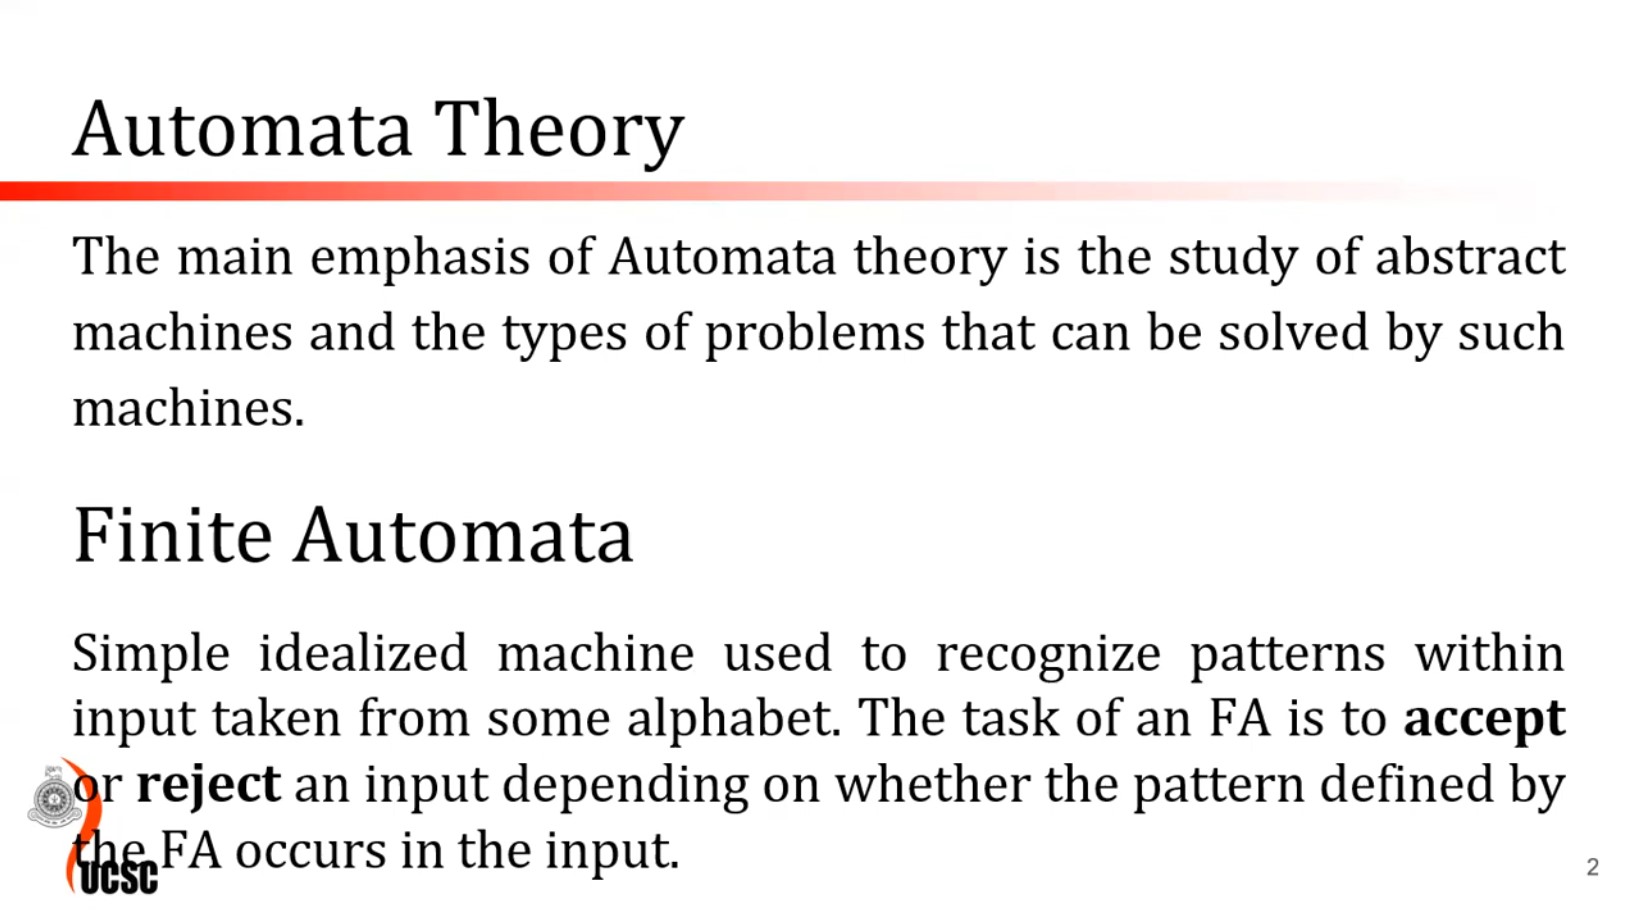 Automata Theory
The main emphasis of Automata theory is the study of abstract
machines and the types of problems that can be solved by such
machines.
Finite Automata
Simple idealized machine used to recognize patterns within
input taken from some alphabet. The task of an FA is to accept
or reject an input depending on whether the pattern defined by
the FA occurs in the input.
UCSC
2